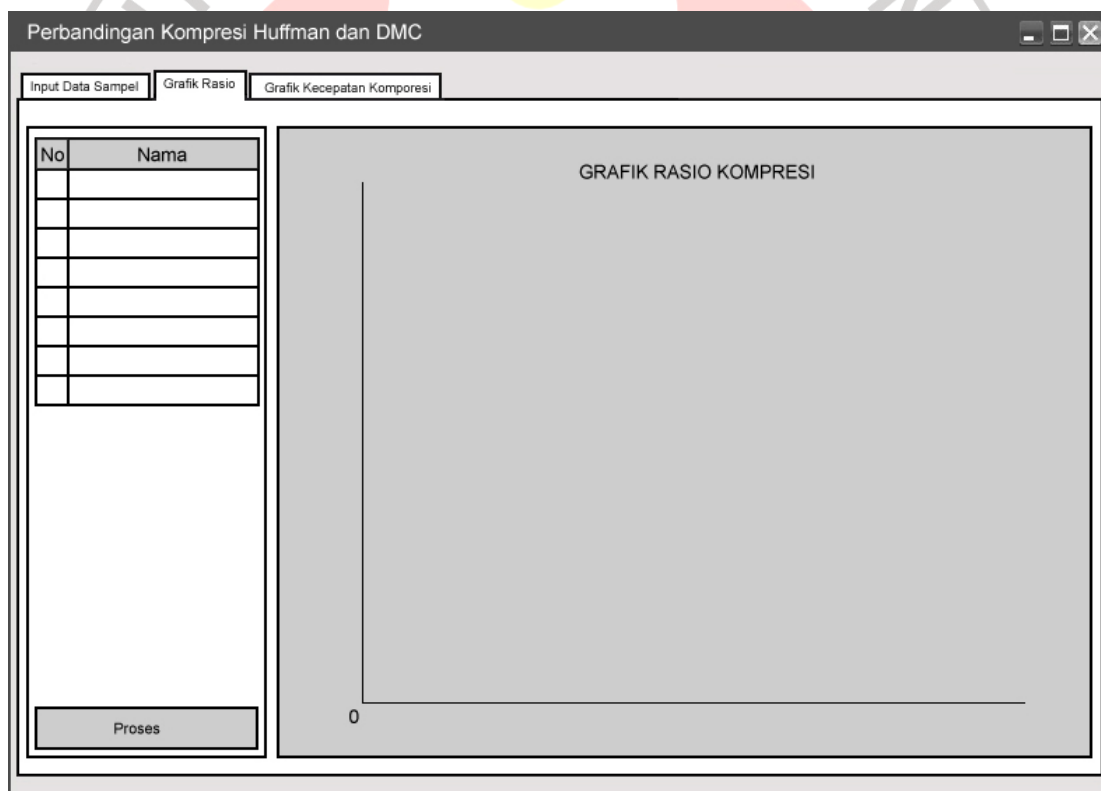 Perbandingan Kompresi Huffman dan DMC
Input Data Sampel
Grafik Rasio
Grafik Kecepatan Komporesi
No Nama
GRAFIK RASIO KOMPRESI
0
Proses